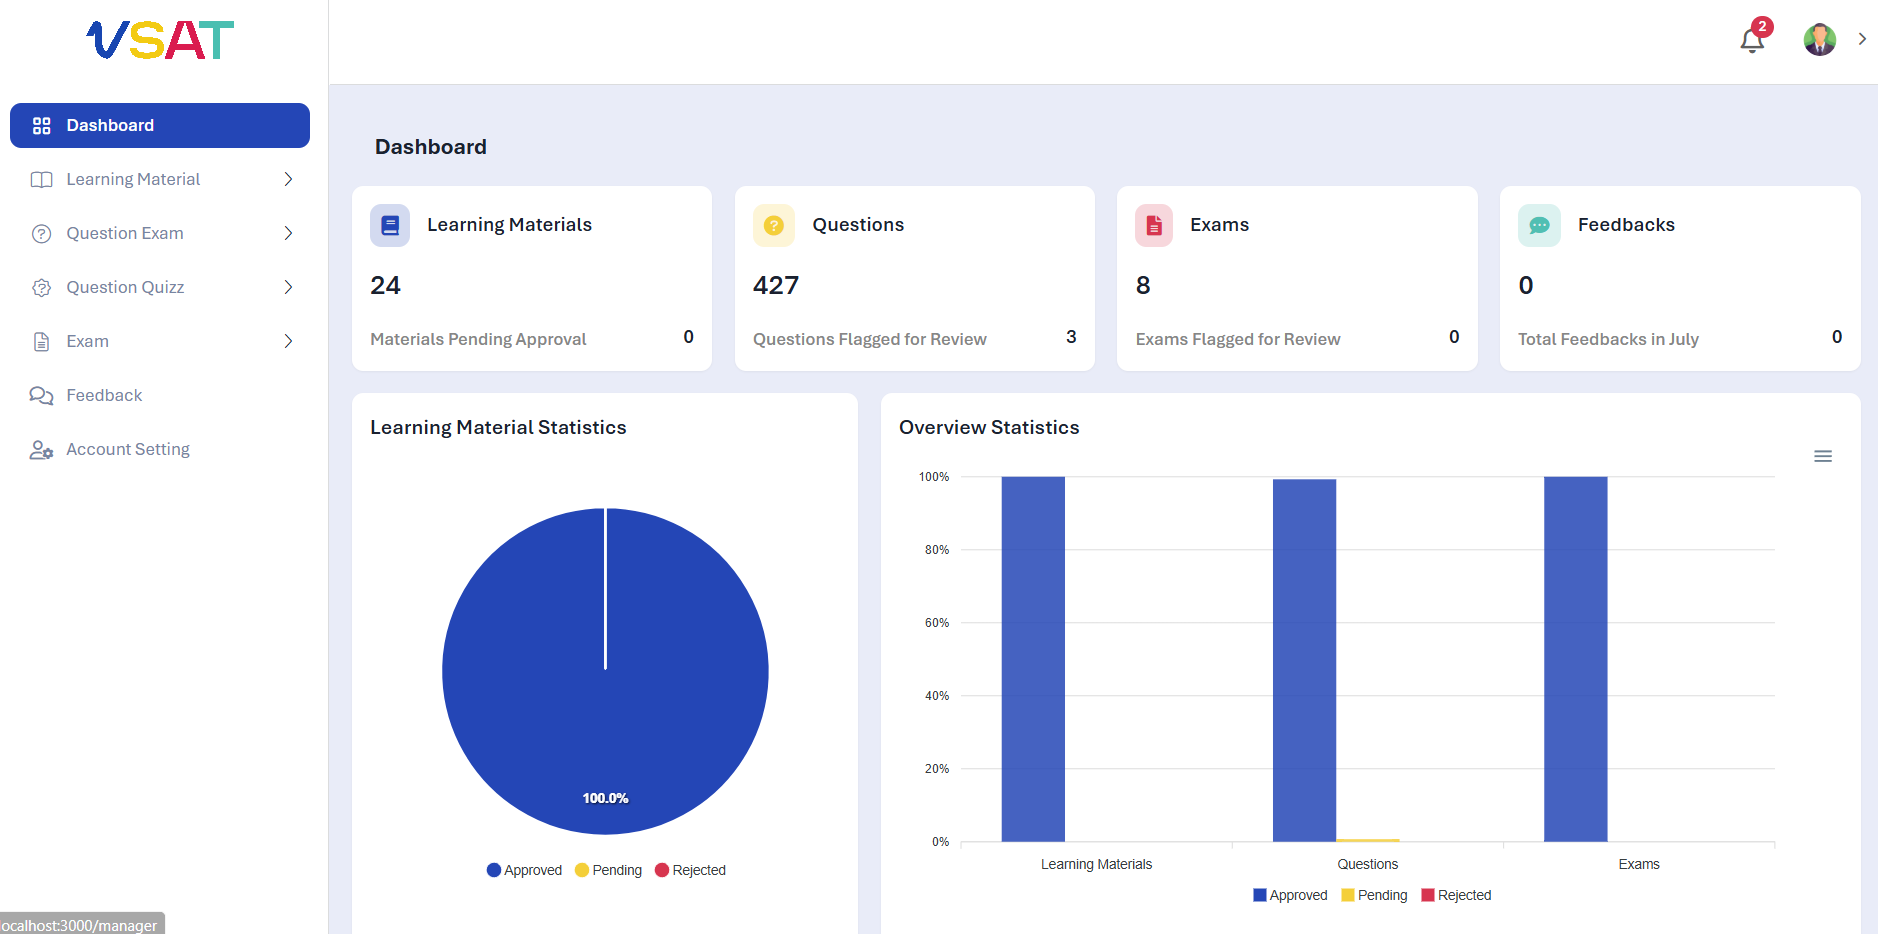 VSAT
2
Dashboard
Learning Material
Question Exam
Question Quizz
Exam
Feedback
Account Setting
Dashboard
Learning Materials
24
Materials Pending Approval 0
Questions
427
Questions Flagged for Review 3
Exams
8
Exams Flagged for Review 0
Feedbacks
0
Total Feedbacks in July 0
Learning Material Statistics
100.0%
Approved Pending Rejected
Overview Statistics
100%
80%
60%
40%
20%
0%
Learning Materials Questions Exams
Approved Pending Rejected
localhost:3000/manager